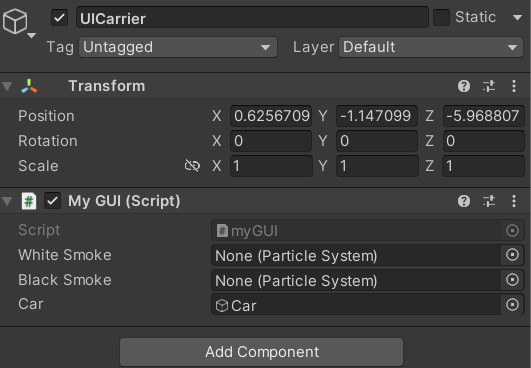 UICarrier Static
Tag Untagged Layer Default
Transform
Position X 0.6256709 Y -1.147099 Z -5.968807
Rotation X 0 Y 0 Z 0
Scale X 1 Y 1 Z 1
My GUI (Script)
Script myGUI
White Smoke None (Particle System)
Black Smoke None (Particle System)
Car Car
Add Component